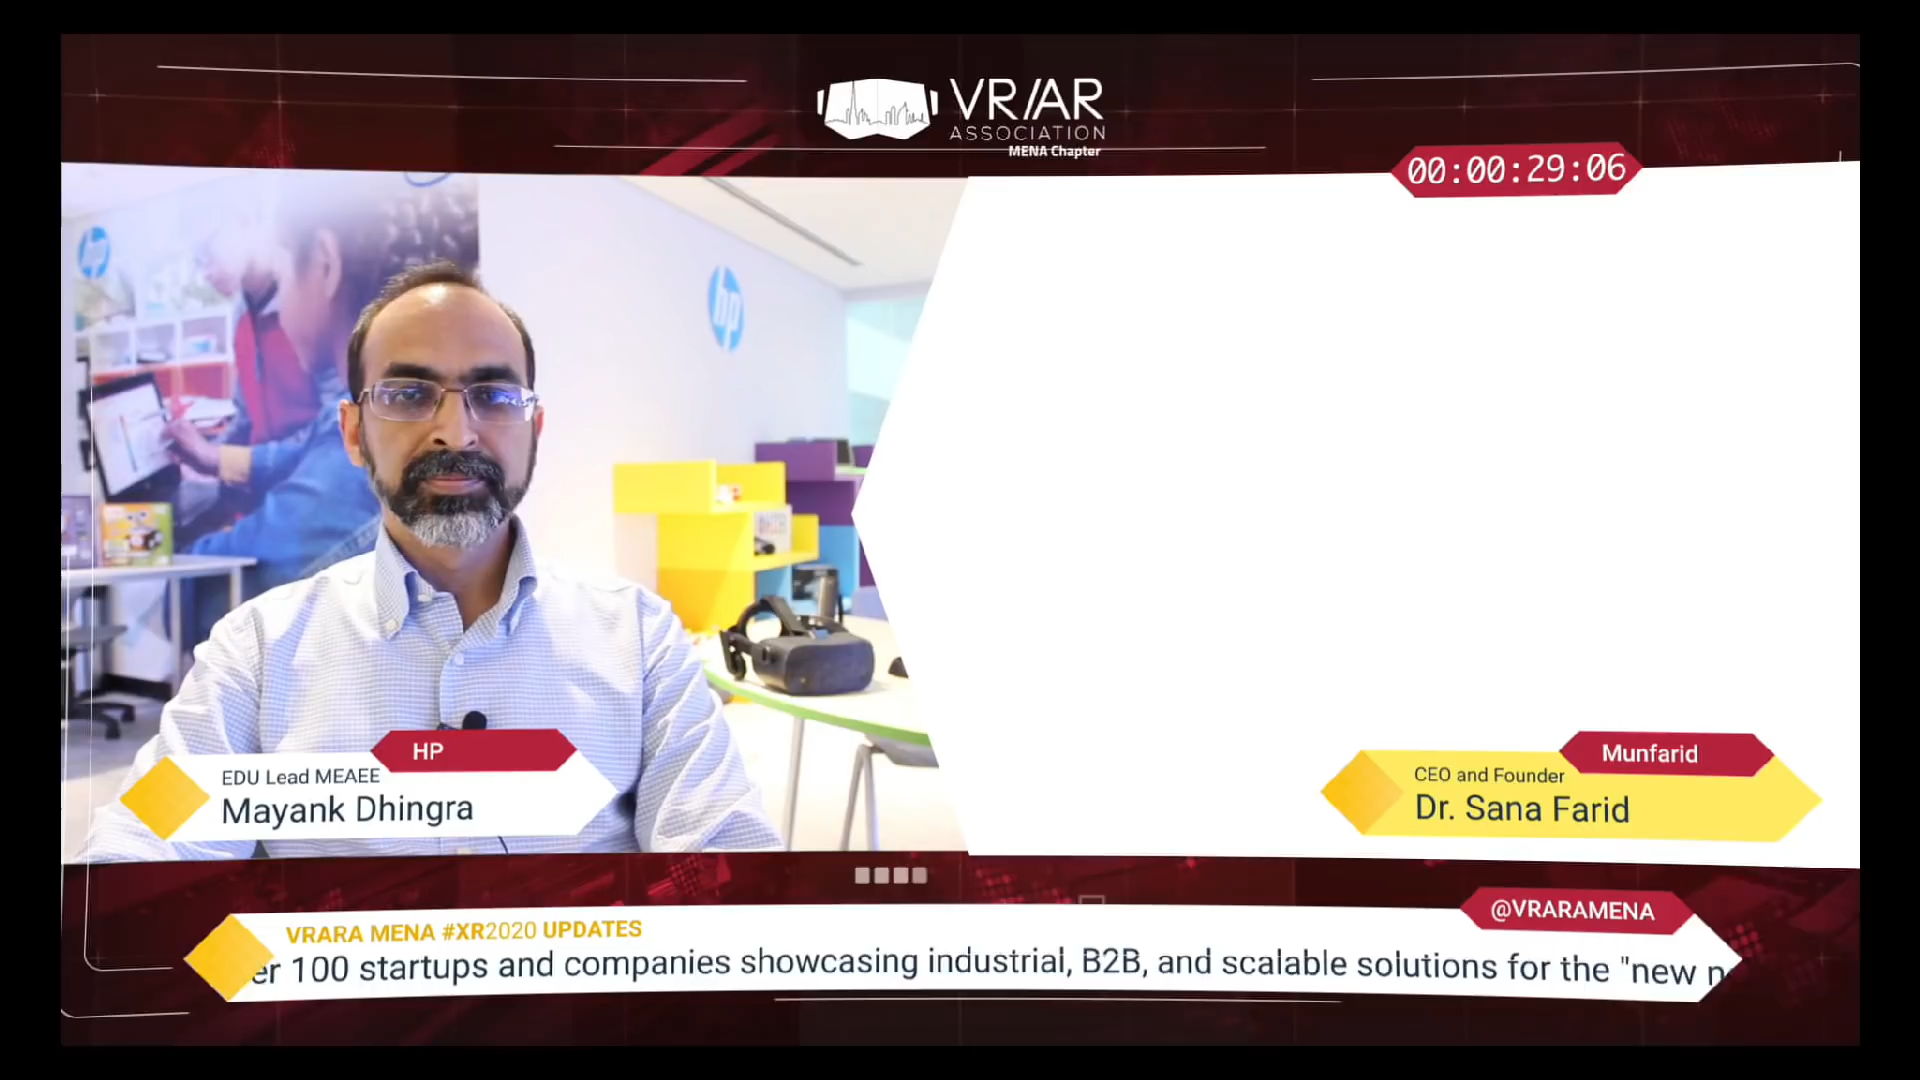 VR/AR
ASSOCIATION
MENA Chapter
00:00:29:06
hp
hp
HP
EDU Lead MEAEE
Mayank Dhingra
Munfarid
CEO and Founder
Dr. Sana Farid
@VRARAMENA
VRARA MENA #XR2020 UPDATES
er 100 startups and companies showcasing industrial, B2B, and scalable solutions for the "new n